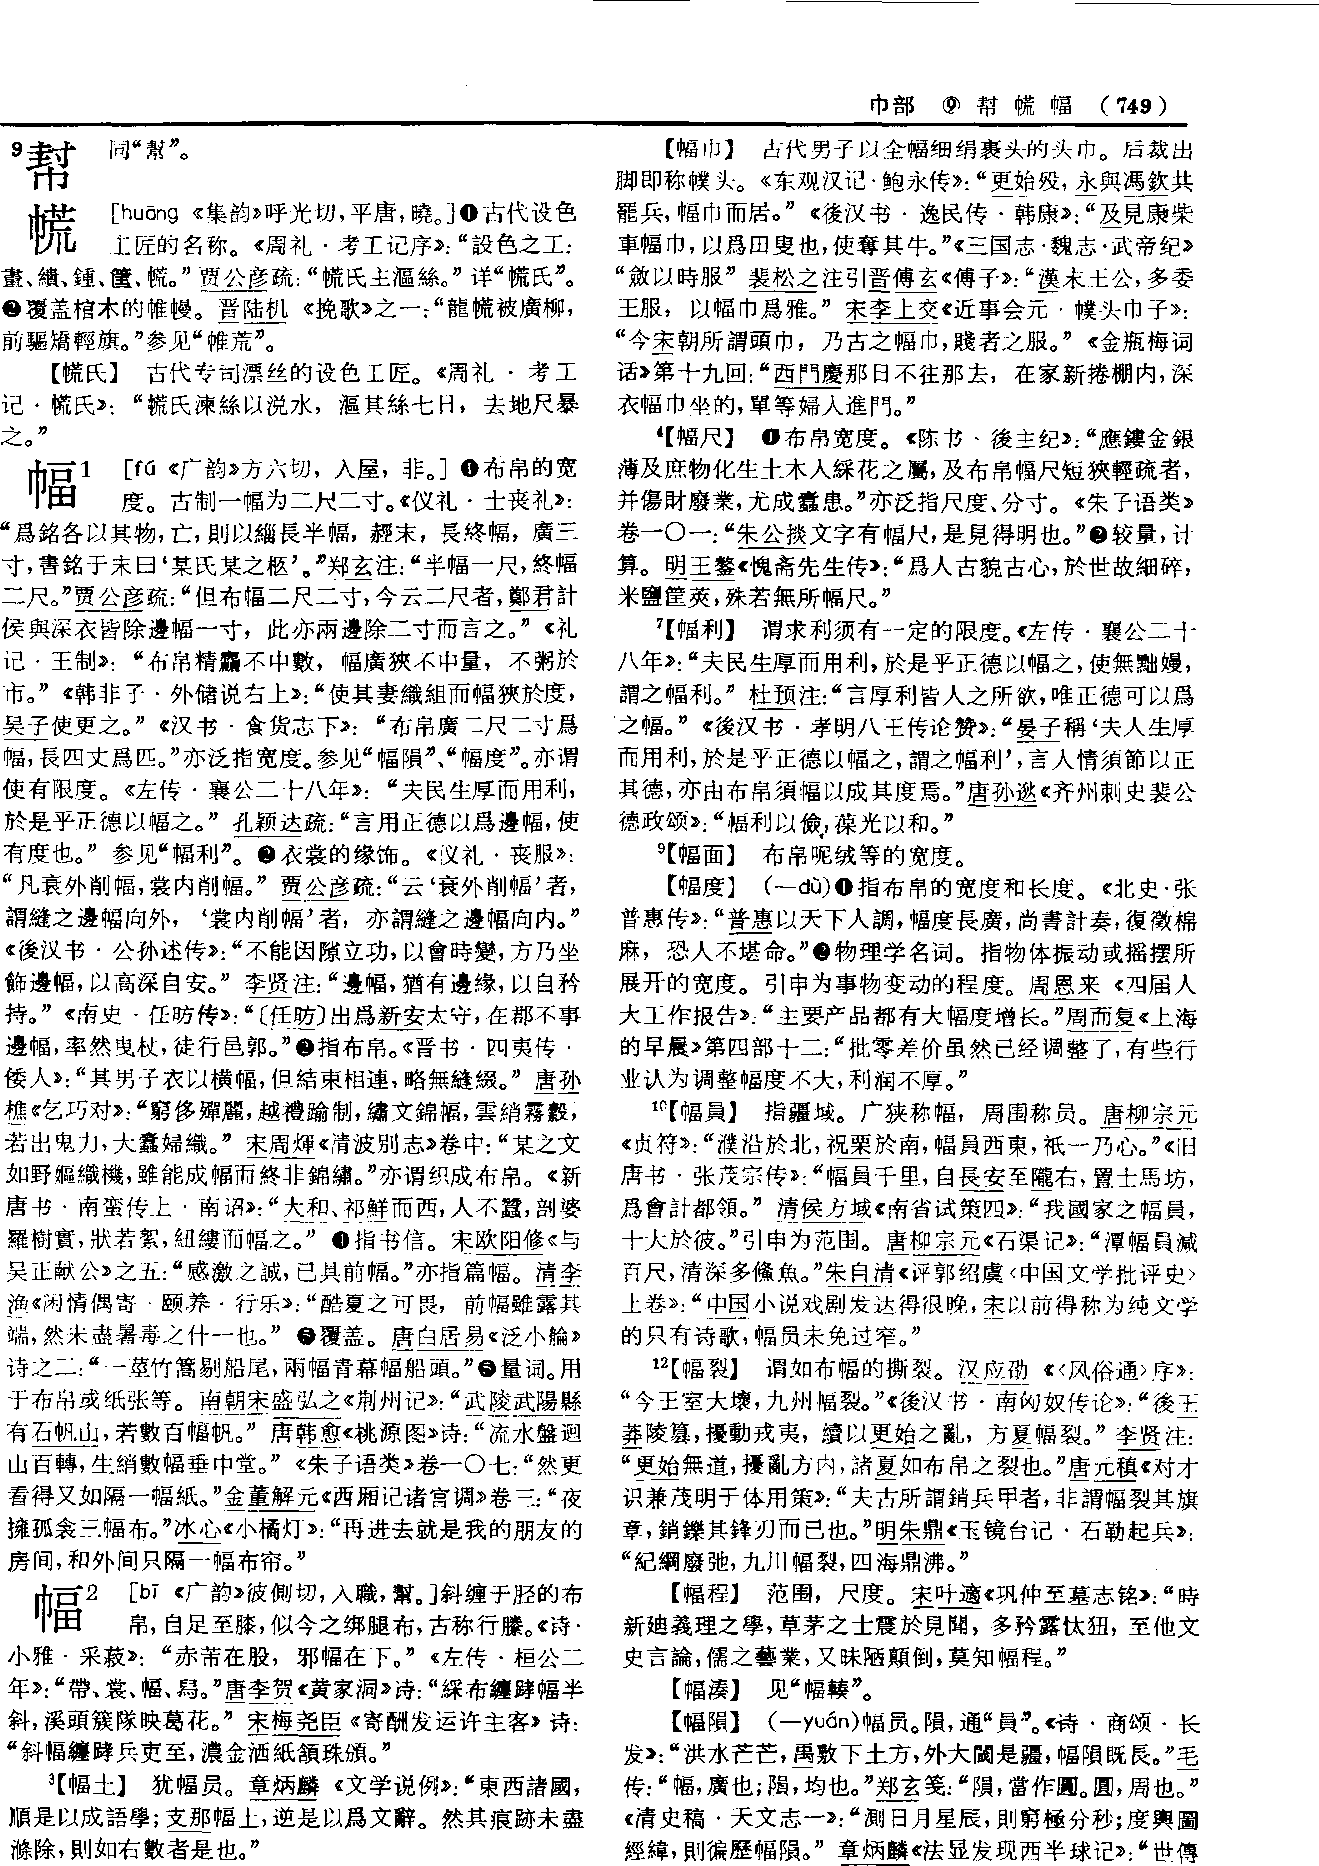 巾部 ⑨ 幇 㡆 幅 (749)
⁹幇 同“幫”。
㡆 [huāng《集韵》呼光切,平唐,曉。]❶古代设色
工匠的名称。《周礼·考工记序》:“設色之工:
畫、繢、鍾、筐、㡆。”贾公彦疏:“㡆氏主漚絲。”详“㡆氏”。
❷覆盖棺木的帷幔。晋陆机《挽歌》之一:“龍㡆被廣柳,
前驅矯輕旗。”参见“帷荒”。
【㡆氏】 古代专司漂丝的设色工匠。《周礼·考工
记·㡆氏》:“㡆氏湅絲以涚水,漚其絲七日,去地尺暴
之。”
幅¹ [fú《广韵》方六切,入屋,非。]❶布帛的宽
度。古制一幅为二尺二寸。《仪礼·士丧礼》:
“爲銘各以其物,亡,則以緇長半幅,赬末,長終幅,廣三
寸,書銘于末曰‘某氏某之柩’。”郑玄注:“半幅一尺,終幅
二尺。”贾公彦疏:“但布幅二尺二寸,今云二尺者,鄭君計
侯與深衣皆除邊幅一寸,此亦兩邊除二寸而言之。”《礼
记·王制》:“布帛精麤不中數,幅廣狹不中量,不粥於
市。”《韩非子·外储说右上》:“使其妻織組而幅狹於度,
吴子使更之。”《汉书·食货志下》:“布帛廣二尺二寸爲
幅,長四丈爲匹。”亦泛指宽度。参见“幅隕”、“幅度”。亦谓
使有限度。《左传·襄公二十八年》:“夫民生厚而用利,
於是乎正德以幅之。”孔颖达疏:“言用正德以爲邊幅,使
有度也。”参见“幅利”。❷衣裳的缘饰。《仪礼·丧服》:
“凡衰外削幅,裳内削幅。”贾公彦疏:“云‘衰外削幅’者,
謂縫之邊幅向外,‘裳内削幅’者,亦謂縫之邊幅向内。”
《後汉书·公孙述传》:“不能因隙立功,以會時變,方乃坐
飾邊幅,以高深自安。”李贤注:“邊幅,猶有邊緣,以自矜
持。”《南史·任昉传》:“〔任昉〕出爲新安太守,在郡不事
邊幅,率然曳杖,徒行邑郭。”❸指布帛。《晋书·四夷传·
倭人》:“其男子衣以横幅,但結束相連,略無縫綴。”唐孙
樵《乞巧对》:“窮侈殫麗,越禮踰制,繡文錦幅,雲綃霧縠,
若出鬼力,大蠹婦織。”宋周煇《清波别志》卷中:“某之文
如野嫗織機,雖能成幅而終非錦繡。”亦谓织成布帛。《新
唐书·南蛮传上·南诏》:“大和、祁鮮而西,人不蠶,剖婆
羅樹實,狀若絮,紐縷而幅之。”❹指书信。宋欧阳修《与
吴正献公》之五:“感激之誠,已具前幅。”亦指篇幅。清李
渔《闲情偶寄·颐养·行乐》:“酷夏之可畏,前幅雖露其
端,然未盡暑毒之什一也。”❺覆盖。唐白居易《泛小䑳》
诗之二:“一莖竹篙剔船尾,兩幅青幕幅船頭。”❻量词。用
于布帛或纸张等。南朝宋盛弘之《荆州记》:“武陵武陽縣
有石帆山,若數百幅帆。”唐韩愈《桃源图》诗:“流水盤迴
山百轉,生綃數幅垂中堂。”《朱子语类》卷一〇七:“然更
看得又如隔一幅紙。”金董解元《西厢记诸宫调》卷三:“夜
擁孤衾三幅布。”冰心《小橘灯》:“再进去就是我的朋友的
房间,和外间只隔一幅布帘。”
幅² [bī《广韵》彼側切,入職,幫。]斜缠于胫的布
帛,自足至膝,似今之绑腿布,古称行縢。《诗·
小雅·采菽》:“赤芾在股,邪幅在下。”《左传·桓公二
年》:“帶、裳、幅、舄。”唐李贺《黄家洞》诗:“綵布纏踍幅半
斜,溪頭簇隊映葛花。”宋梅尧臣《寄酬发运许主客》诗:
“斜幅纏踍兵吏至,濃金洒紙頷珠頒。”
³【幅土】 犹幅员。章炳麟《文学说例》:“東西諸國,
順是以成語學;支那幅土,逆是以爲文辭。然其痕跡未盡
滌除,則如右數者是也。”
【幅巾】 古代男子以全幅细绢裹头的头巾。后裁出
脚即称幞头。《东观汉记·鲍永传》:“更始殁,永與馮欽共
罷兵,幅巾而居。”《後汉书·逸民传·韩康》:“及見康柴
車幅巾,以爲田叟也,使奪其牛。”《三国志·魏志·武帝纪》
“斂以時服”裴松之注引晋傅玄《傅子》:“漢末王公,多委
王服,以幅巾爲雅。”宋李上交《近事会元·幞头巾子》:
“今宋朝所謂頭巾,乃古之幅巾,賤者之服。”《金瓶梅词
话》第十九回:“西門慶那日不往那去,在家新捲棚内,深
衣幅巾坐的,單等婦人進門。”
⁴【幅尺】 ❶布帛宽度。《陈书·後主纪》:“應鏤金銀
薄及庶物化生土木人綵花之屬,及布帛幅尺短狹輕疏者,
并傷財廢業,尤成蠹患。”亦泛指尺度、分寸。《朱子语类》
卷一〇一:“朱公掞文字有幅尺,是見得明也。”❷较量,计
算。明王鏊《愧斋先生传》:“爲人古貌古心,於世故細碎,
米鹽筐莢,殊若無所幅尺。”
⁷【幅利】 谓求利须有一定的限度。《左传·襄公二十
八年》:“夫民生厚而用利,於是乎正德以幅之,使無黜嫚,
謂之幅利。”杜预注:“言厚利皆人之所欲,唯正德可以爲
之幅。”《後汉书·孝明八王传论赞》:“晏子稱‘夫人生厚
而用利,於是乎正德以幅之,謂之幅利’,言人情須節以正
其德,亦由布帛須幅以成其度焉。”唐孙逖《齐州刺史裴公
德政颂》:“幅利以儉,葆光以和。”
⁹【幅面】 布帛呢绒等的宽度。
【幅度】 (—dù)❶指布帛的宽度和长度。《北史·张
普惠传》:“普惠以天下人調,幅度長廣,尚書計奏,復徵棉
麻,恐人不堪命。”❷物理学名词。指物体振动或摇摆所
展开的宽度。引申为事物变动的程度。周恩来《四届人
大工作报告》:“主要产品都有大幅度增长。”周而复《上海
的早晨》第四部十二:“批零差价虽然已经调整了,有些行
业认为调整幅度不大,利润不厚。”
¹⁰【幅員】 指疆域。广狭称幅,周围称员。唐柳宗元
《贞符》:“濮沿於北,祝栗於南,幅員西東,祇一乃心。”《旧
唐书·张茂宗传》:“幅員千里,自長安至隴右,置士馬坊,
爲會計都領。”清侯方域《南省试策四》:“我國家之幅員,
十大於彼。”引申为范围。唐柳宗元《石渠记》:“潭幅員減
百尺,清深多鯈魚。”朱自清《评郭绍虞〈中国文学批评史〉
上卷》:“中国小说戏剧发达得很晚,宋以前得称为纯文学
的只有诗歌,幅员未免过窄。”
¹²【幅裂】 谓如布幅的撕裂。汉应劭《〈风俗通〉序》:
“今王室大壞,九州幅裂。”《後汉书·南匈奴传论》:“後王
莽陵篡,擾動戎夷,續以更始之亂,方夏幅裂。”李贤注:
“更始無道,擾亂方内,諸夏如布帛之裂也。”唐元稹《对才
识兼茂明于体用策》:“夫古所謂銷兵甲者,非謂幅裂其旗
章,銷鑠其鋒刃而已也。”明朱鼎《玉镜台记·石勒起兵》:
“紀綱廢弛,九州幅裂,四海鼎沸。”
【幅程】 范围,尺度。宋叶適《巩仲至墓志铭》:“時
新廸義理之學,草茅之士震於見聞,多矜露忲狃,至他文
史言論,儒之藝業,又昧陋顛倒,莫知幅程。”
【幅湊】 见“幅輳”。
【幅隕】 (—yuán)幅员。隕,通“員”。《诗·商颂·长
发》:“洪水芒芒,禹敷下土方,外大國是疆,幅隕既長。”毛
传:“幅,廣也;隕,均也。”郑玄笺:“隕,當作圓。圓,周也。”
《清史稿·天文志一》:“測日月星辰,則窮極分秒;度輿圖
經緯,則徧歷幅隕。”章炳麟《法显发现西半球记》:“世傳